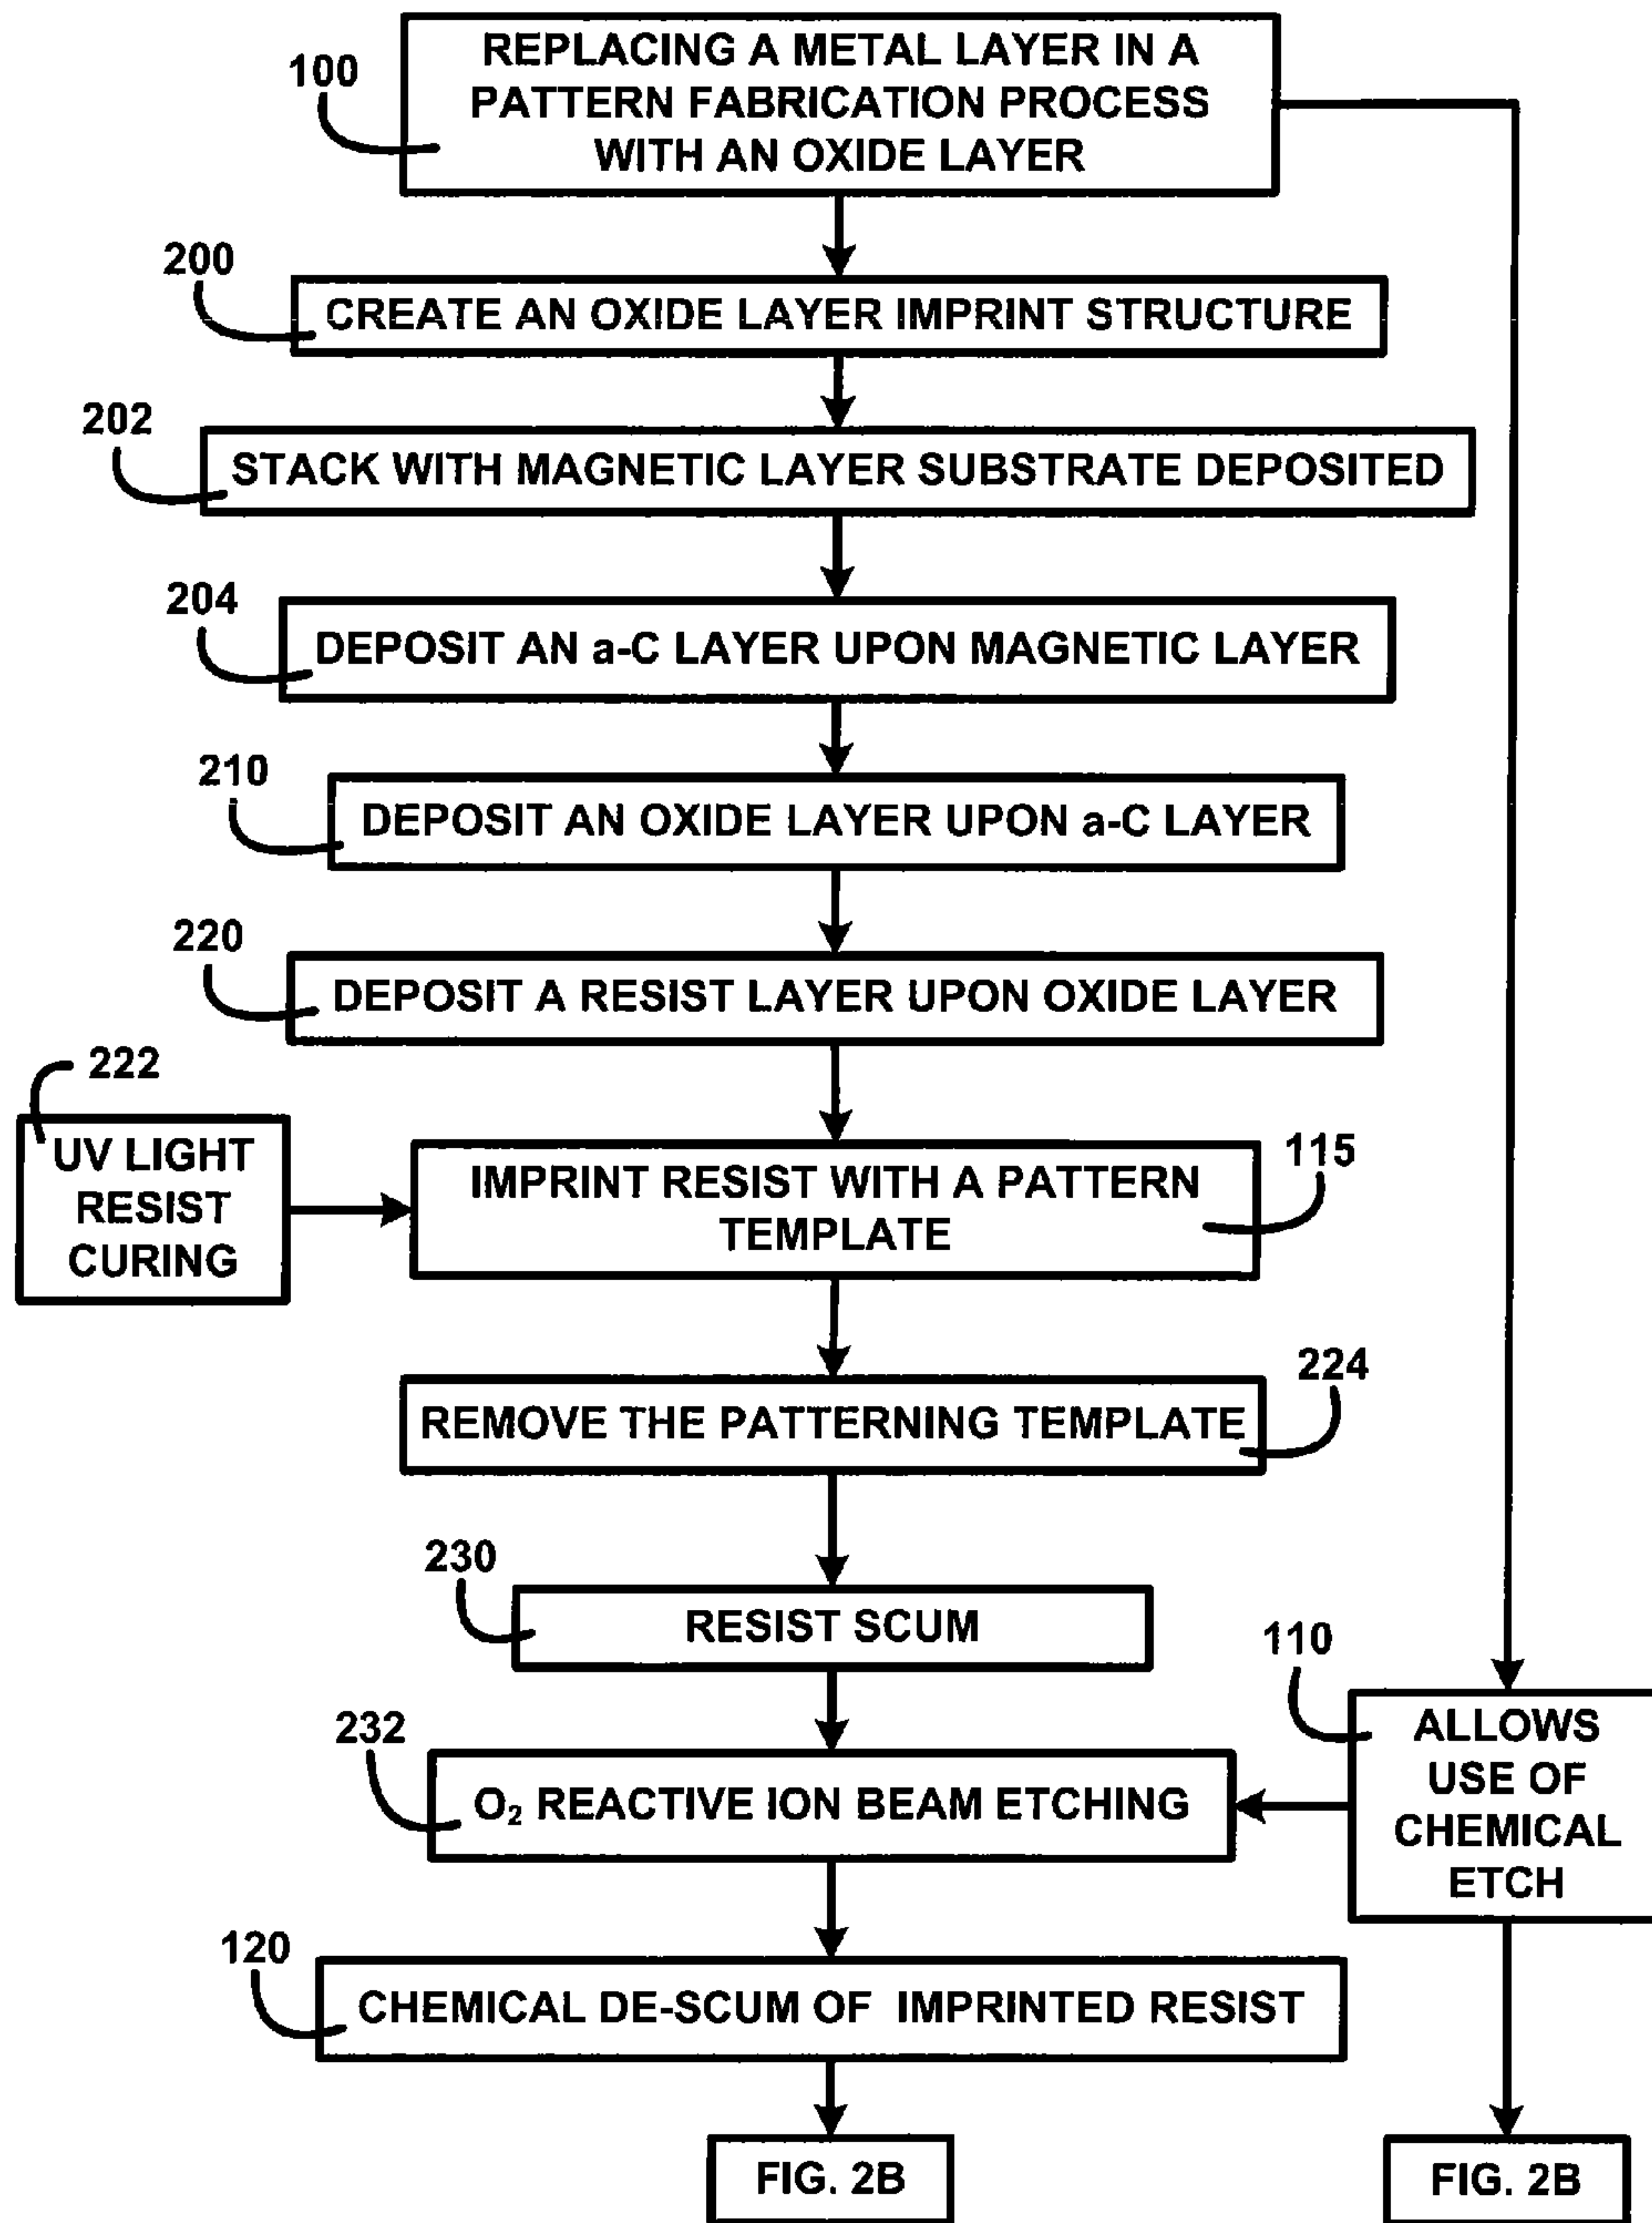 REPLACING A METAL LAYER IN A
100
PATTERN FABRICATION PROCESS
WITH AN OXIDE LAYER
200
CREATE AN OXIDE LAYER IMPRINT STRUCTURE
202
STACK WITH MAGNETIC LAYER SUBSTRATE DEPOSITED
204
DEPOSIT AN a-C LAYER UPON MAGNETIC LAYER
210
DEPOSIT AN OXIDE LAYER UPON a-C LAYER
220
DEPOSIT A RESIST LAYER UPON OXIDE LAYER
222
UV LIGHT
RESIST
CURING
115
IMPRINT RESIST WITH A PATTERN
TEMPLATE
224
REMOVE THE PATTERNING TEMPLATE
230
RESIST SCUM
110
ALLOWS
USE OF
CHEMICAL
ETCH
232
O₂ REACTIVE ION BEAM ETCHING
120
CHEMICAL DE-SCUM OF IMPRINTED RESIST
FIG. 2B
FIG. 2B